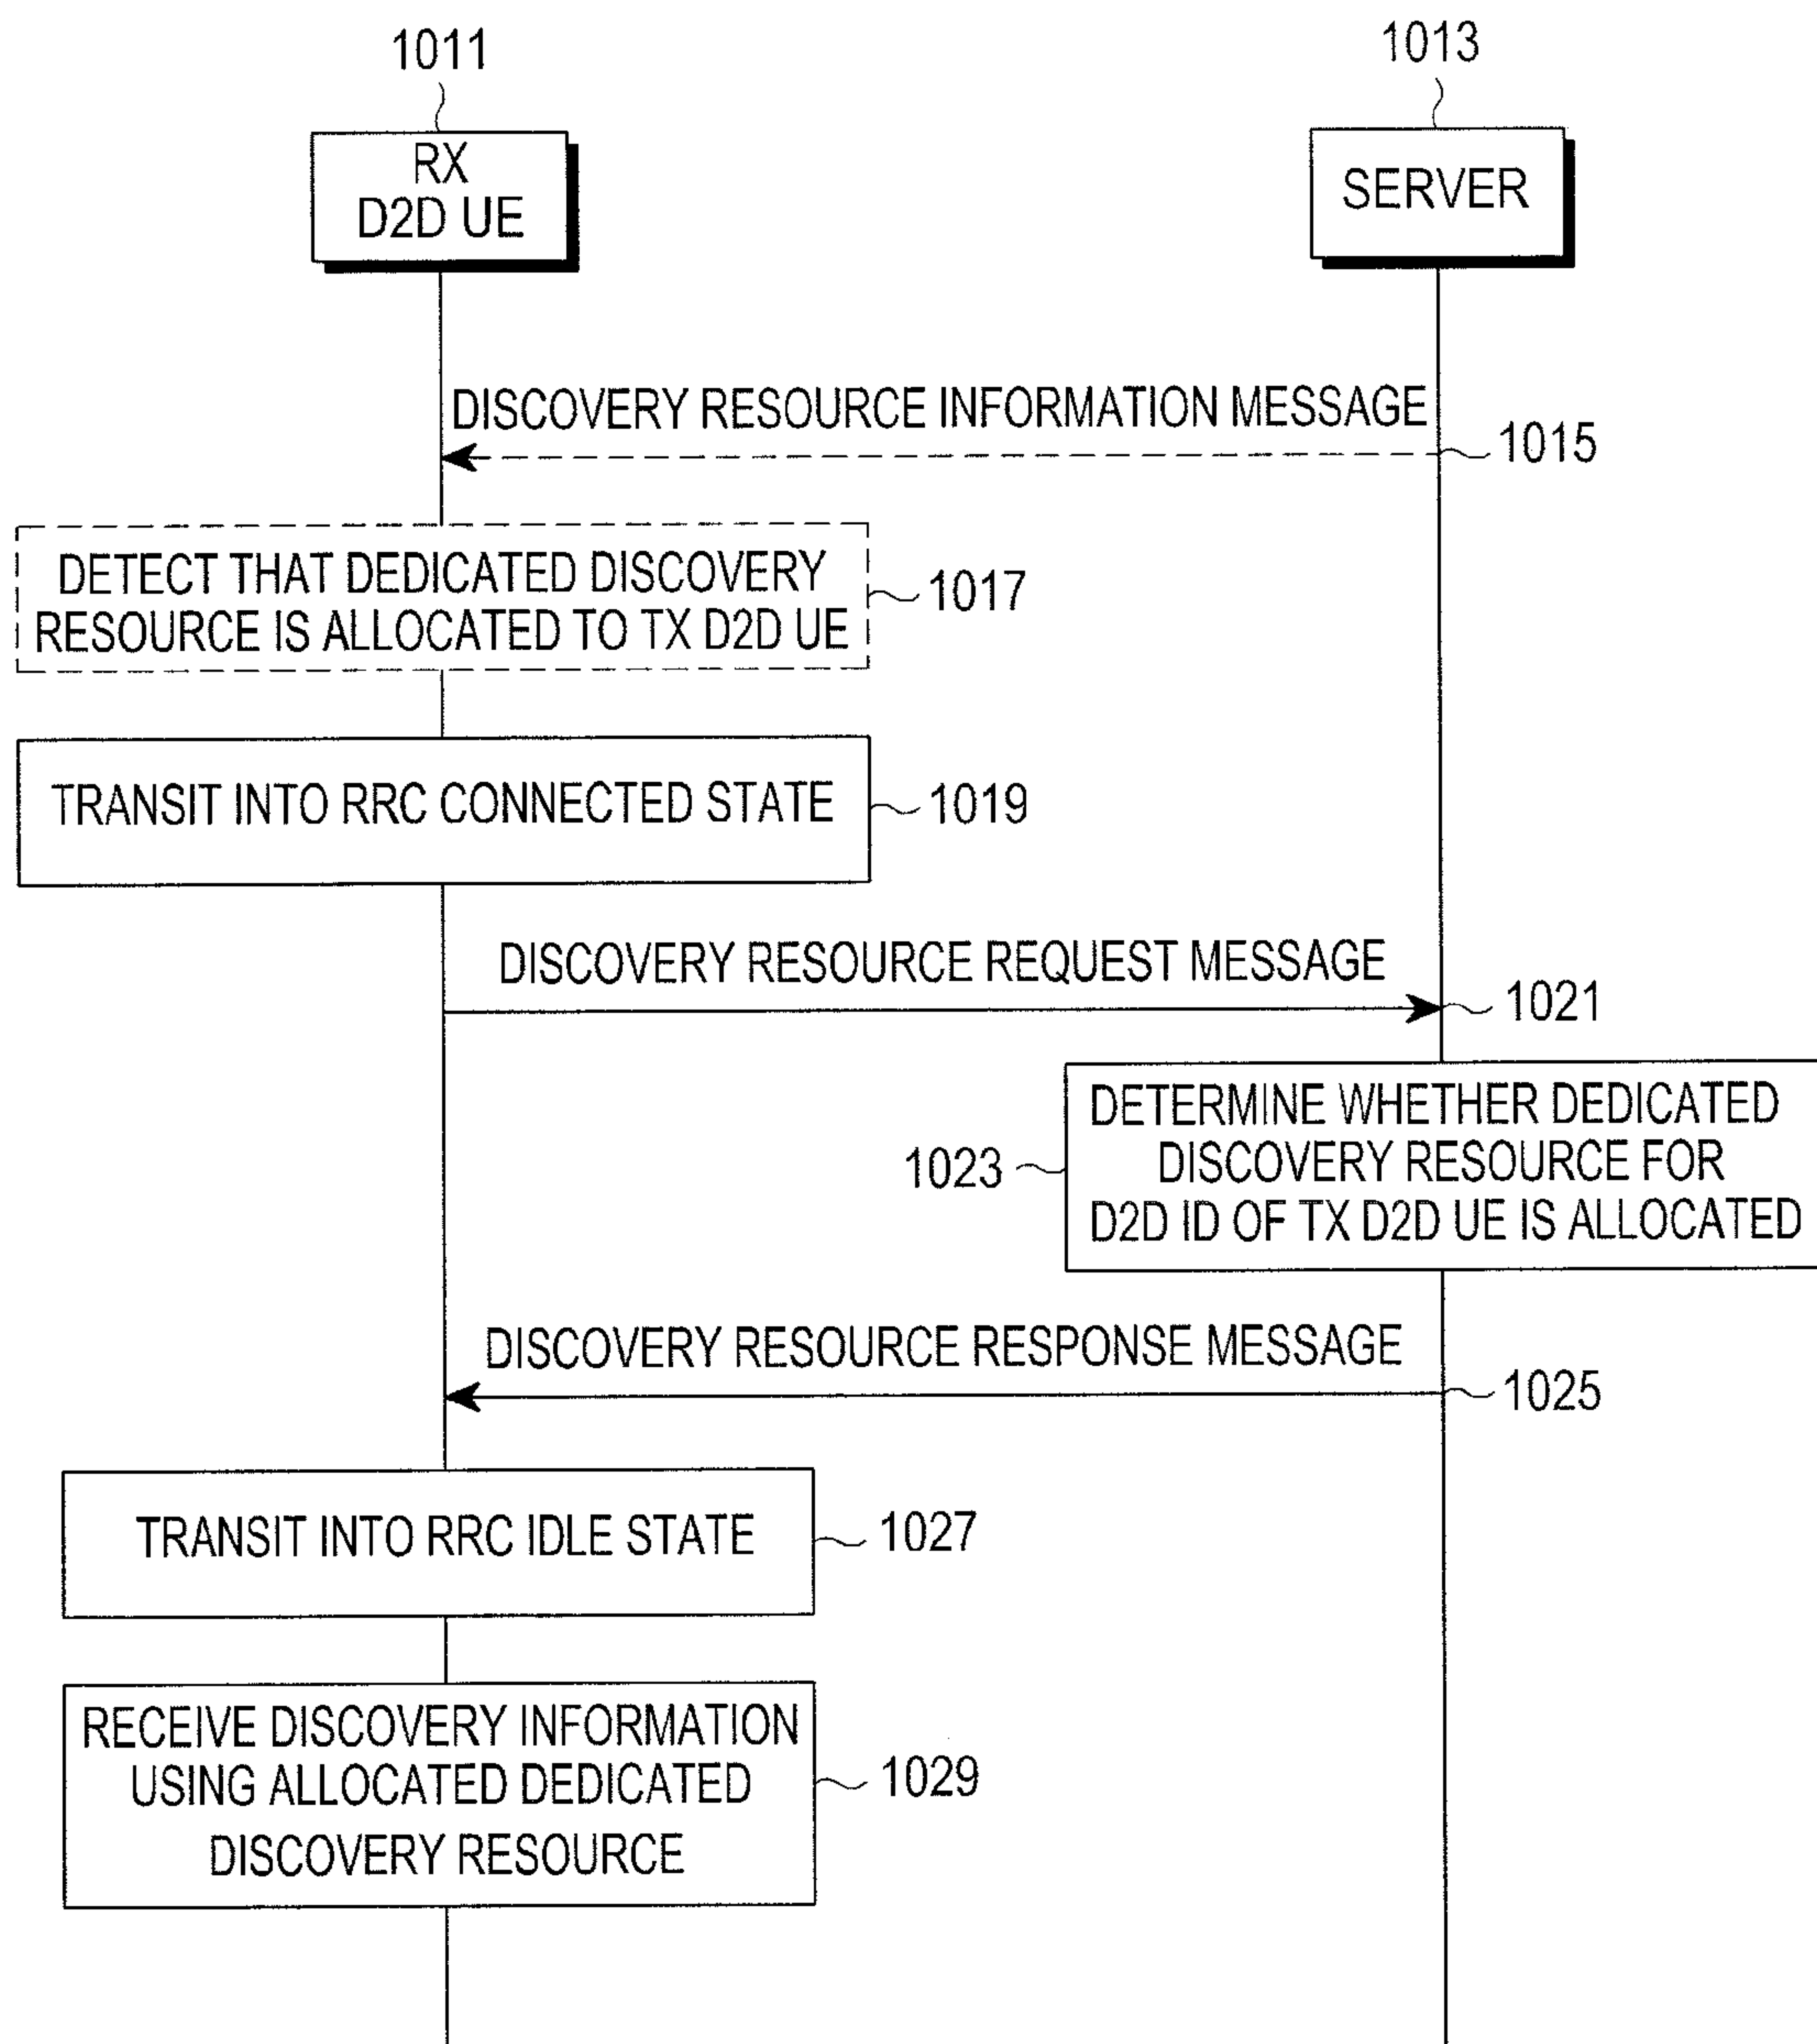 1011
1013
RX
D2D UE
SERVER
DISCOVERY RESOURCE INFORMATION MESSAGE
1015
DETECT THAT DEDICATED DISCOVERY
RESOURCE IS ALLOCATED TO TX D2D UE
1017
TRANSIT INTO RRC CONNECTED STATE
1019
DISCOVERY RESOURCE REQUEST MESSAGE
1021
DETERMINE WHETHER DEDICATED
DISCOVERY RESOURCE FOR
D2D ID OF TX D2D UE IS ALLOCATED
1023
DISCOVERY RESOURCE RESPONSE MESSAGE
1025
TRANSIT INTO RRC IDLE STATE
1027
RECEIVE DISCOVERY INFORMATION
USING ALLOCATED DEDICATED
DISCOVERY RESOURCE
1029